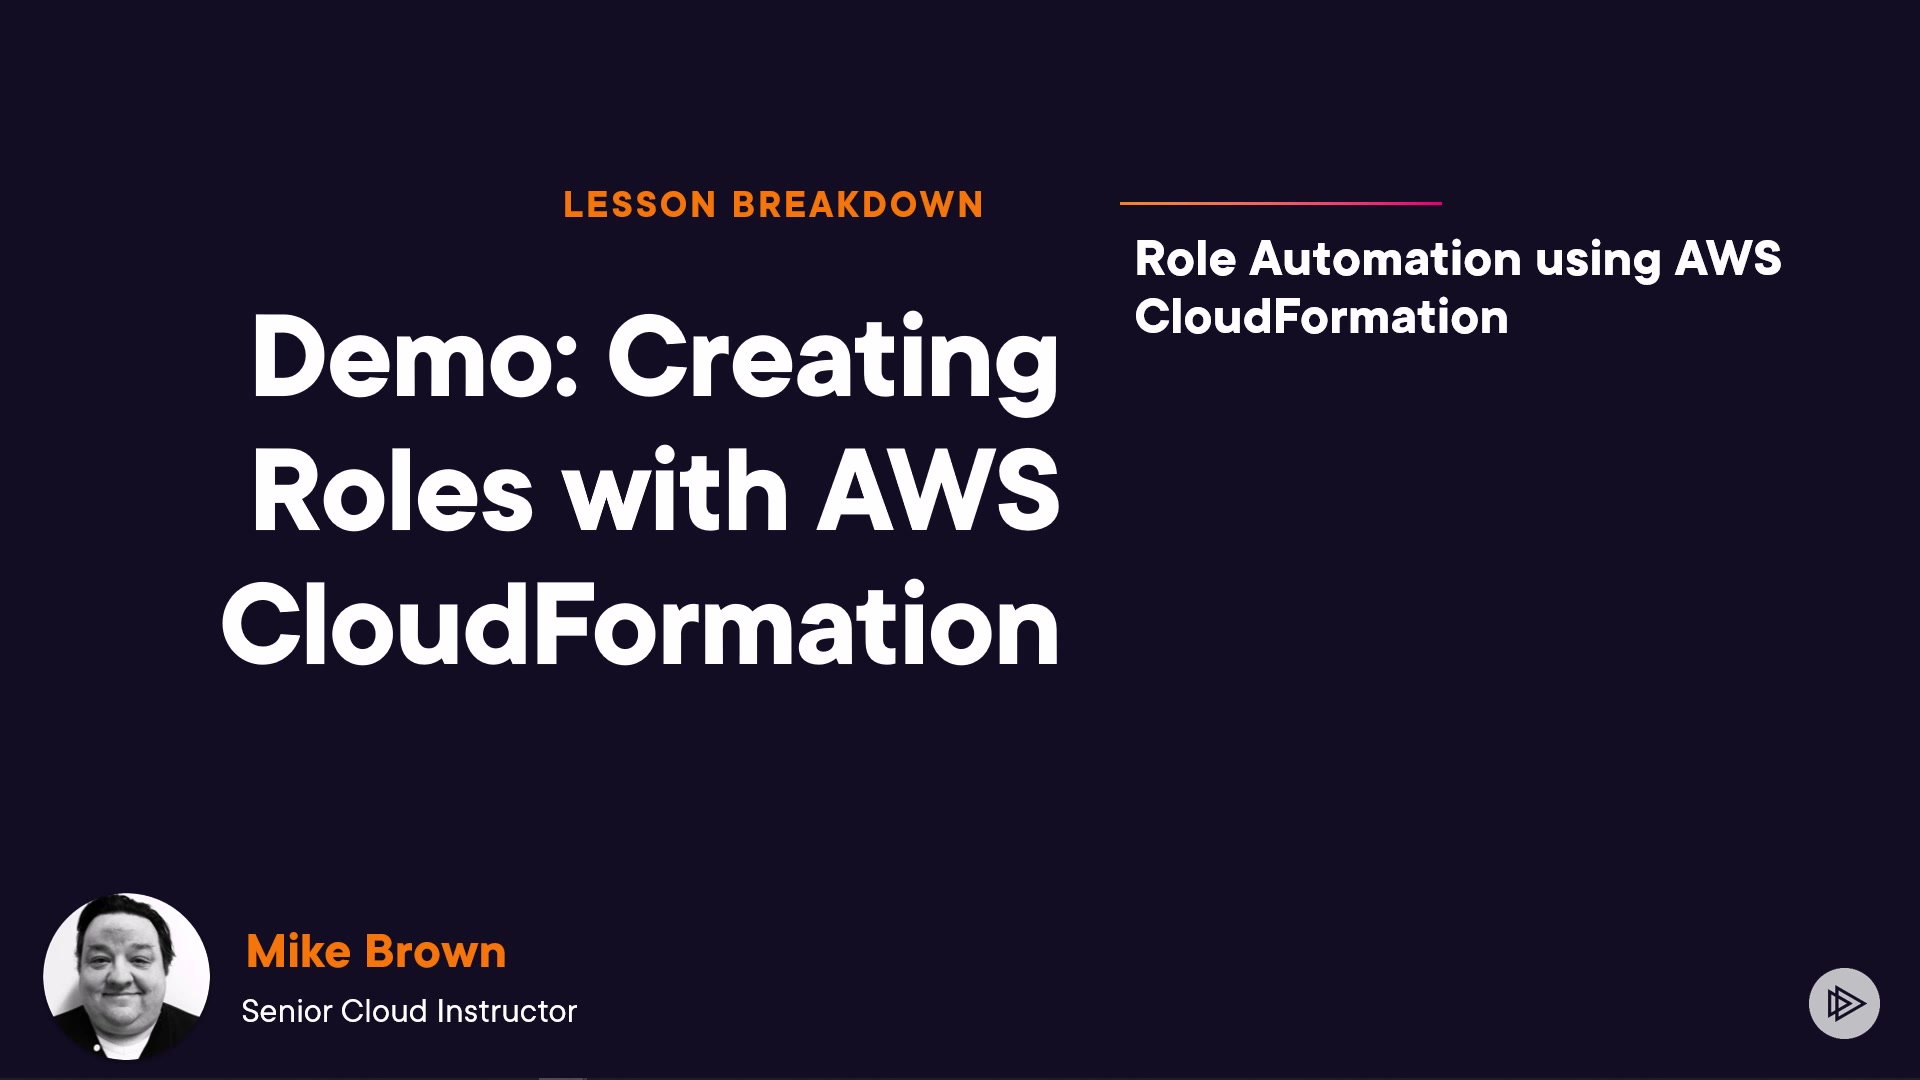 LESSON BREAKDOWN
Demo: Creating
Roles with AWS
CloudFormation
Role Automation using AWS
CloudFormation
Mike Brown
Senior Cloud Instructor